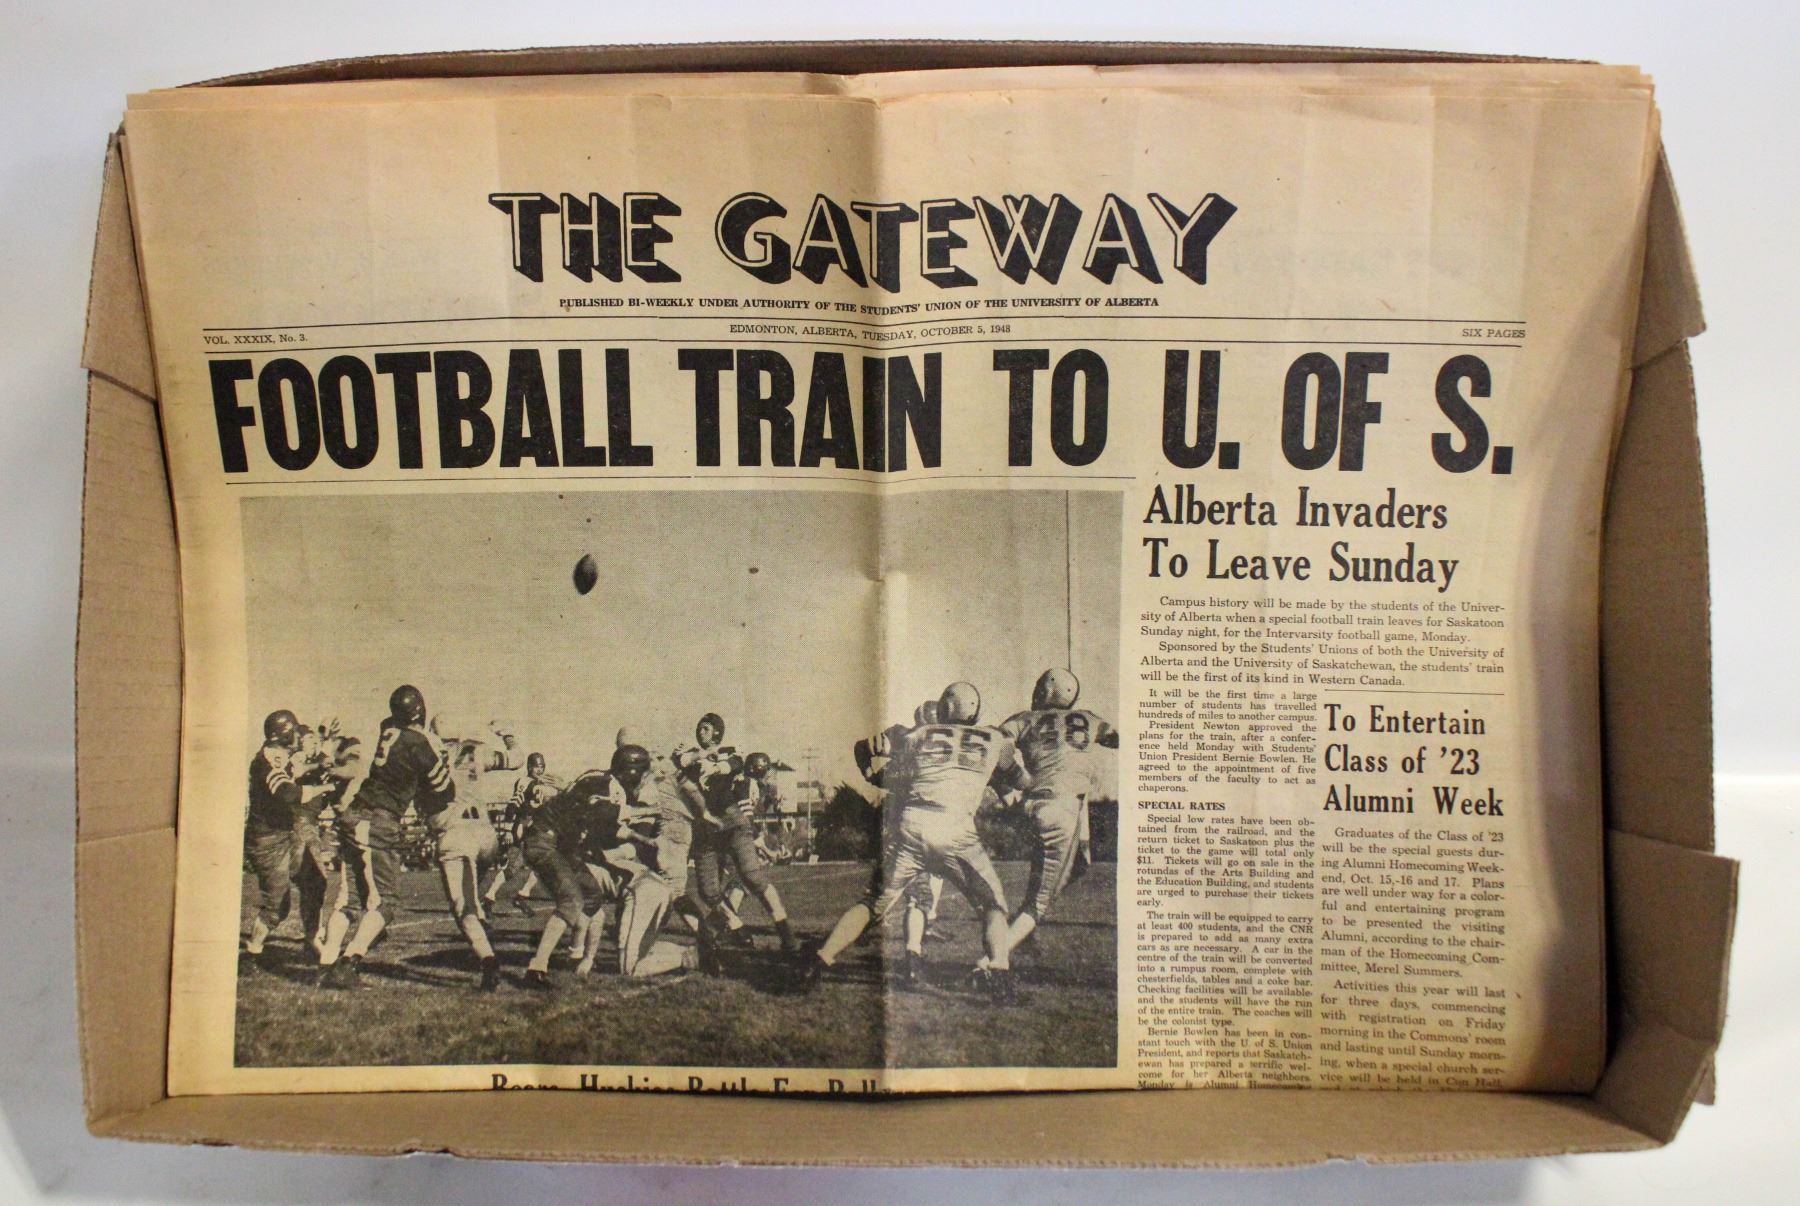 THE GATEWAY
PUBLISHED BI-WEEKLY UNDER AUTHORITY OF THE STUDENTS' UNION OF THE UNIVERSITY OF ALBERTA
VOL. XXXIX, No. 3.
EDMONTON, ALBERTA, TUESDAY, OCTOBER 5, 1948
SIX PAGES
FOOTBALL TRAIN TO U. OF S.
55
48
3
Bears, Huskies Battle For Ball
Alberta Invaders
To Leave Sunday
Campus history will be made by the students of the Univer-
sity of Alberta when a special football train leaves for Saskatoon
Sunday night, for the Intervarsity football game, Monday.
Sponsored by the Students' Unions of both the University of
Alberta and the University of Saskatchewan, the students' train
will be the first of its kind in Western Canada.
It will be the first time a large
number of students has travelled
hundreds of miles to another campus.
President Newton approved the
plans for the train, after a confer-
ence held Monday with Students'
Union President Bernie Bowlen. He
agreed to the appointment of five
members of the faculty to act as
chaperons.
SPECIAL RATES
Special low rates have been ob-
tained from the railroad, and the
return ticket to Saskatoon plus the
ticket to the game will total only
$11. Tickets will go on sale in the
rotundas of the Arts Building and
the Education Building, and students
are urged to purchase their tickets
early.
The train will be equipped to carry
at least 400 students, and the CNR
is prepared to add as many extra
cars as are necessary. A car in the
centre of the train will be converted
into a rumpus room, complete with
chesterfields, tables and a coke bar.
Checking facilities will be available
and the students will have the run
of the entire train. The coaches will
be the colonist type.
Bernie Bowlen has been in con-
stant touch with the U. of S. Union
President, and reports that Saskatch-
ewan has prepared a terrific wel-
come for her Alberta neighbors.
Monday is Alumni Homecoming
To Entertain
Class of '23
Alumni Week
Graduates of the Class of '23
will be the special guests dur-
ing Alumni Homecoming Week-
end, Oct. 15,-16 and 17. Plans
are well under way for a color-
ful and entertaining program
to be presented the visiting
Alumni, according to the chair-
man of the Homecoming Com-
mittee, Merel Summers.
Activities this year will last
for three days, commencing
with registration on Friday
morning in the Commons' room
and lasting until Sunday morn-
ing, when a special church ser-
vice will be held in Con Hall,